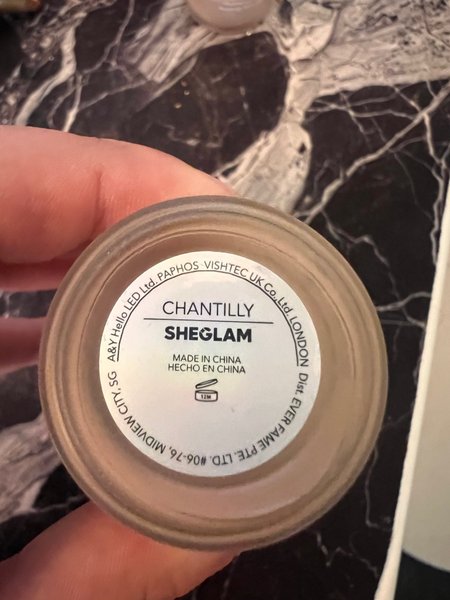 CHANTILLY
SHEGLAM
MADE IN CHINA
HECHO EN CHINA
12M
A&Y Hello LED Ltd. PAPHOS VISHTEC UK Co., Ltd. LONDON Dist. EVER FAME PTE. LTD. #06-76, MIDVIEW CITY, SG